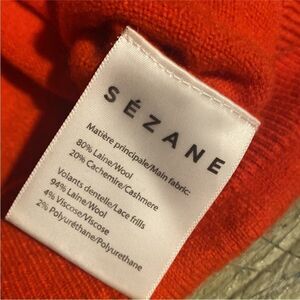 SÉZANE
Matière principale/Main fabric:
80% Laine/Wool
20% Cachemire/Cashmere
Volants dentelle/Lace frills
94% Laine/Wool
4% Viscose/Viscose
2% Polyuréthane/Polyurethane